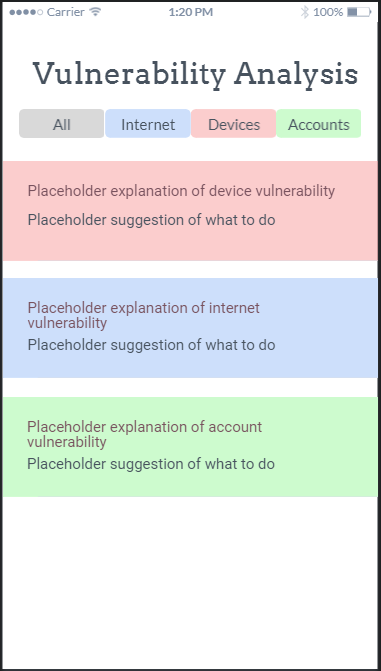 Carrier 1:20 PM 100%
Vulnerability Analysis
All Internet Devices Accounts
Placeholder explanation of device vulnerability
Placeholder suggestion of what to do
Placeholder explanation of internet
vulnerability
Placeholder suggestion of what to do
Placeholder explanation of account
vulnerability
Placeholder suggestion of what to do